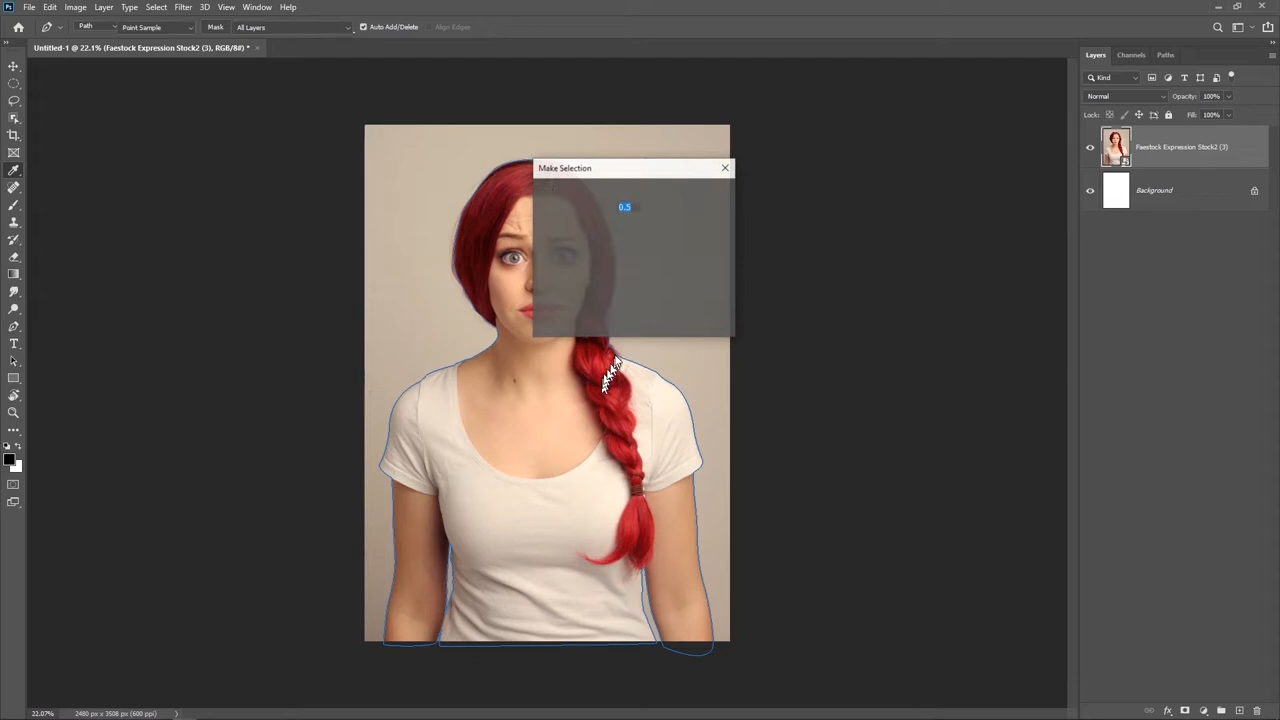 Ps File Edit Image Layer Type Select Filter 3D View Window Help
Path Point Sample Mask All Layers Auto Add/Delete Align Edges
Untitled-1 @ 22.1% (Faestock Expression Stock2 (3), RGB/8#) * ×
Layers Channels Paths
Kind
Normal Opacity: 100%
Lock: Fill: 100%
Faestock Expression Stock2 (3)
Background
Make Selection
0.5
22.07% 2480 px x 3508 px (600 ppi)